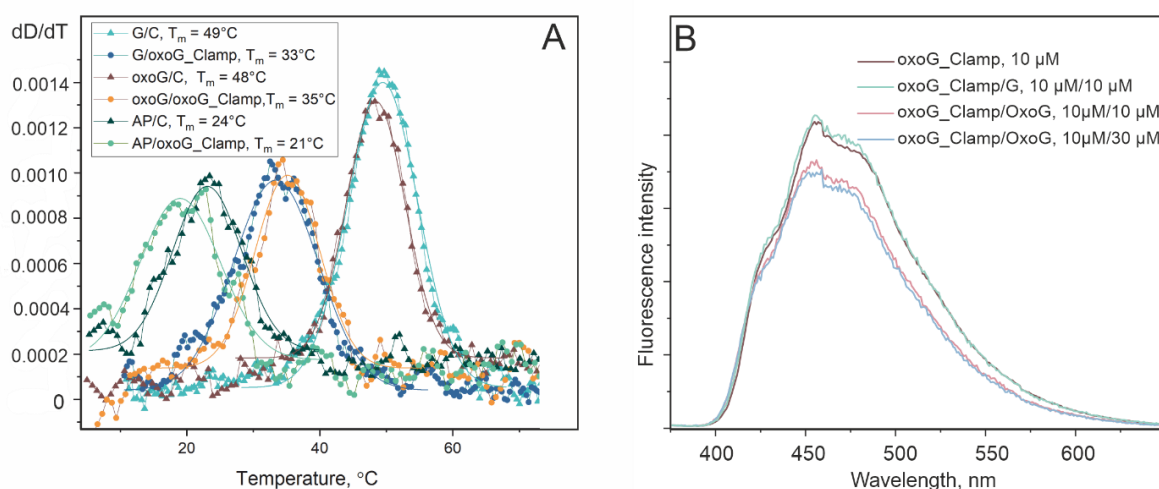 dD/dT
A
G/C, Tm = 49°C
G/oxoG_Clamp, Tm = 33°C
oxoG/C, Tm = 48°C
oxoG/oxoG_Clamp,Tm = 35°C
AP/C, Tm = 24°C
AP/oxoG_Clamp, Tm = 21°C
0.0014
0.0012
0.0010
0.0008
0.0006
0.0004
0.0002
0
20 40 60
Temperature, °C
B
oxoG_Clamp, 10 µM
oxoG_Clamp/G, 10 µM/10 µM
oxoG_Clamp/OxoG, 10µM/10 µM
oxoG_Clamp/OxoG, 10µM/30 µM
Fluorescence intensity
400 450 500 550 600
Wavelength, nm